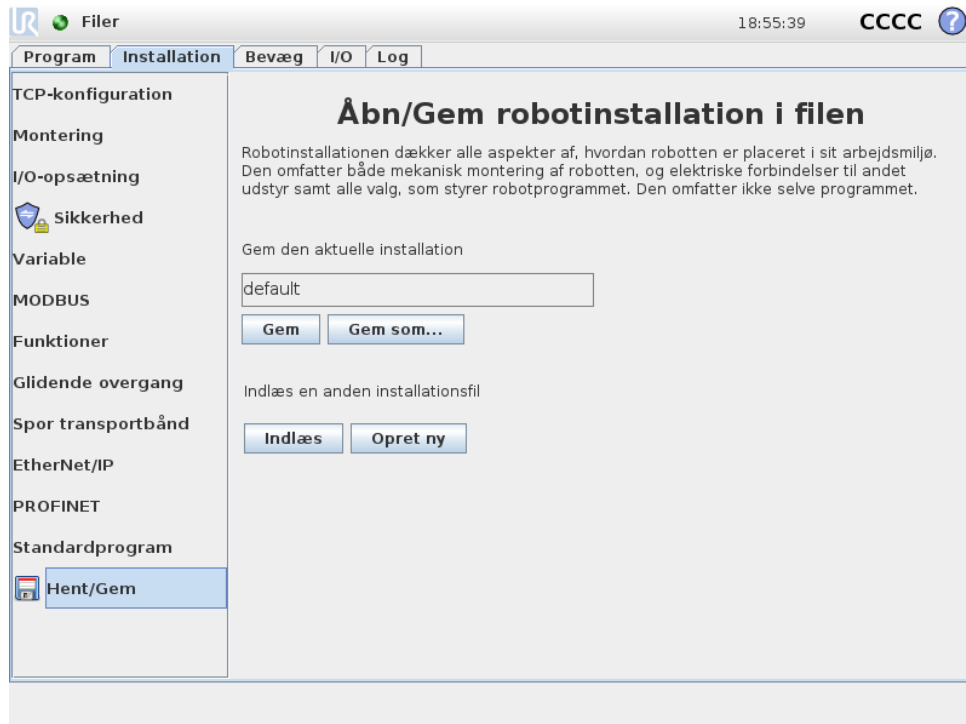 UR Filer 18:55:39 CCCC ?
Program Installation Bevæg I/O Log
TCP-konfiguration
Montering
I/O-opsætning
Sikkerhed
Variable
MODBUS
Funktioner
Glidende overgang
Spor transportbånd
EtherNet/IP
PROFINET
Standardprogram
Hent/Gem
Åbn/Gem robotinstallation i filen
Robotinstallationen dækker alle aspekter af, hvordan robotten er placeret i sit arbejdsmiljø.
Den omfatter både mekanisk montering af robotten, og elektriske forbindelser til andet
udstyr samt alle valg, som styrer robotprogrammet. Den omfatter ikke selve programmet.
Gem den aktuelle installation
default
Gem Gem som...
Indlæs en anden installationsfil
Indlæs Opret ny